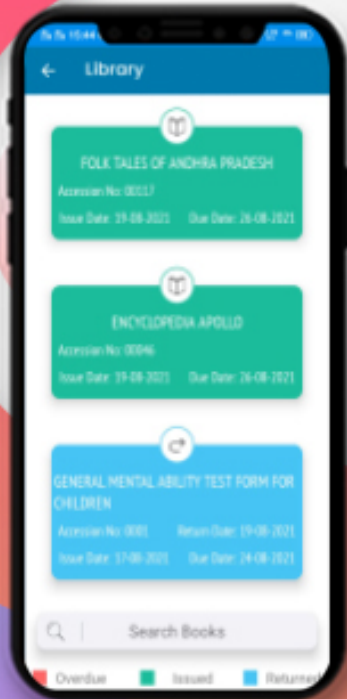 15:44
Library
FOLK TALES OF ANDHRA PRADESH
Accession No: 00117
Issue Date: 19-08-2021 Due Date: 26-08-2021
ENCYCLOPEDIA APOLLO
Accession No: 00046
Issue Date: 19-08-2021 Due Date: 26-08-2021
GENERAL MENTAL ABILITY TEST FORM FOR
CHILDREN
Accession No: 0001 Return Date: 19-08-2021
Issue Date: 17-08-2021 Due Date: 24-08-2021
Search Books
Overdue Issued Returned